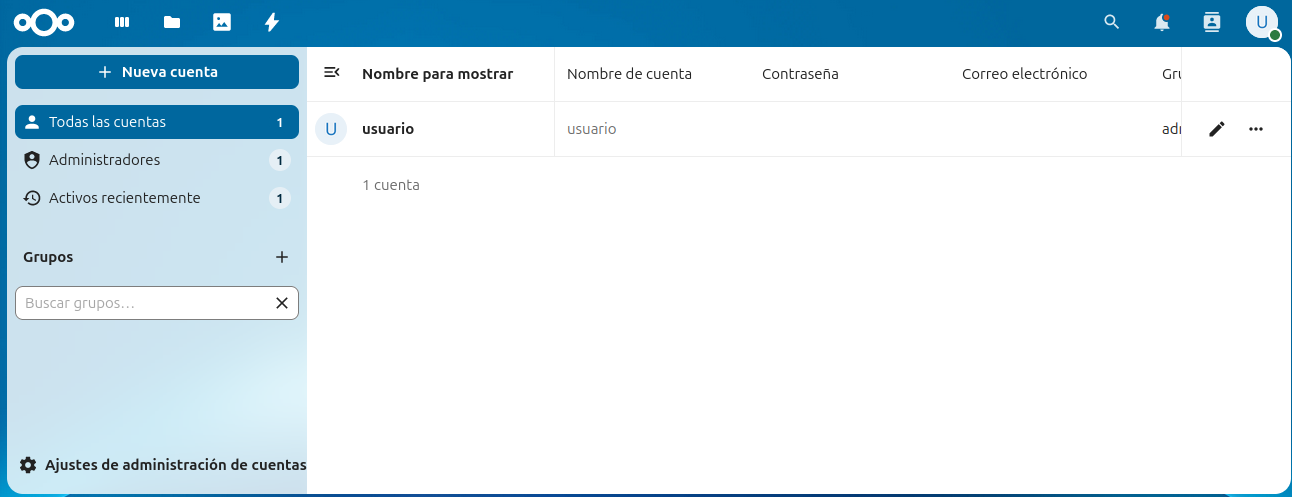 U
Nueva cuenta
Todas las cuentas 1
Administradores 1
Activos recientemente 1
Grupos
Buscar grupos…
Ajustes de administración de cuentas
Nombre para mostrar Nombre de cuenta Contraseña Correo electrónico Gru
U usuario usuario adr
1 cuenta